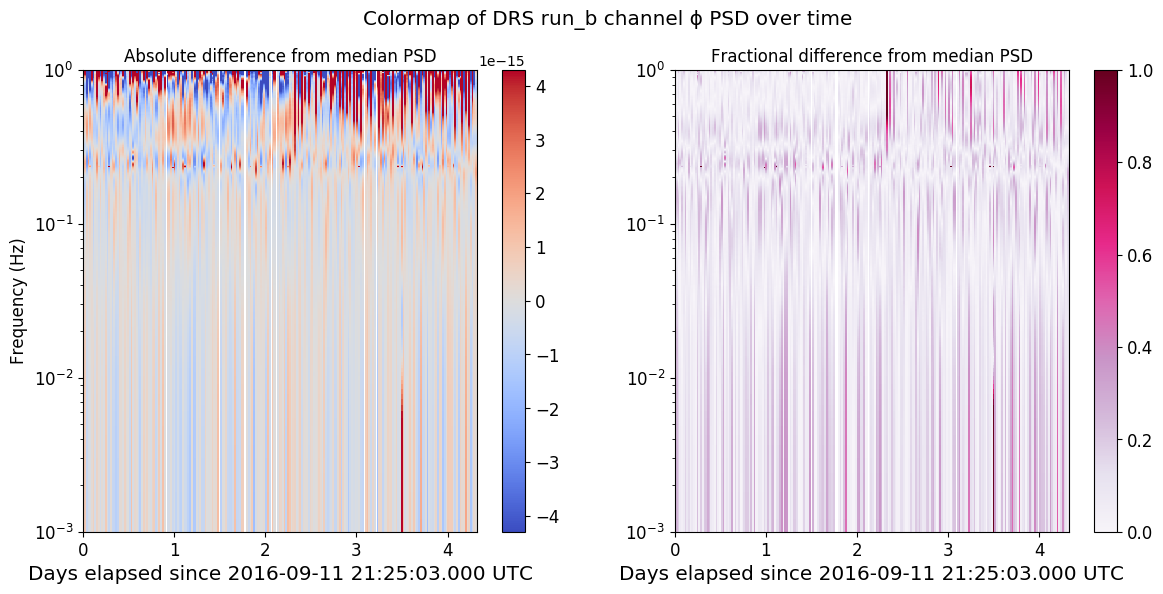 Colormap of DRS run_b channel ϕ PSD over time
Absolute difference from median PSD
1e−15
Frequency (Hz)
10⁰
10⁻¹
10⁻²
10⁻³
0 1 2 3 4
Days elapsed since 2016-09-11 21:25:03.000 UTC
4
3
2
1
0
−1
−2
−3
−4
Fractional difference from median PSD
10⁰
10⁻¹
10⁻²
10⁻³
0 1 2 3 4
Days elapsed since 2016-09-11 21:25:03.000 UTC
1.0
0.8
0.6
0.4
0.2
0.0